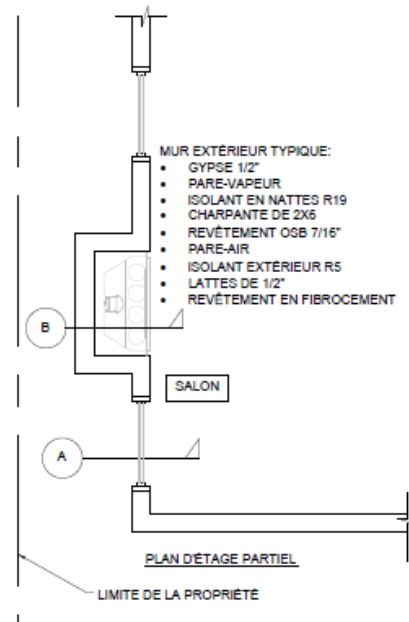 MUR EXTÉRIEUR TYPIQUE:
• GYPSE 1/2"
• PARE-VAPEUR
• ISOLANT EN NATTES R19
• CHARPANTE DE 2X6
• REVÊTEMENT OSB 7/16"
• PARE-AIR
• ISOLANT EXTÉRIEUR R5
• LATTES DE 1/2"
• REVÊTEMENT EN FIBROCEMENT
B
SALON
A
PLAN D'ÉTAGE PARTIEL
LIMITE DE LA PROPRIÉTÉ